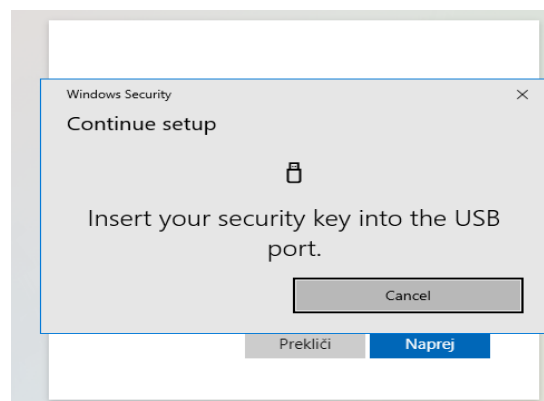 Windows Security
Continue setup
Insert your security key into the USB
port.
Cancel
Prekliči
Naprej